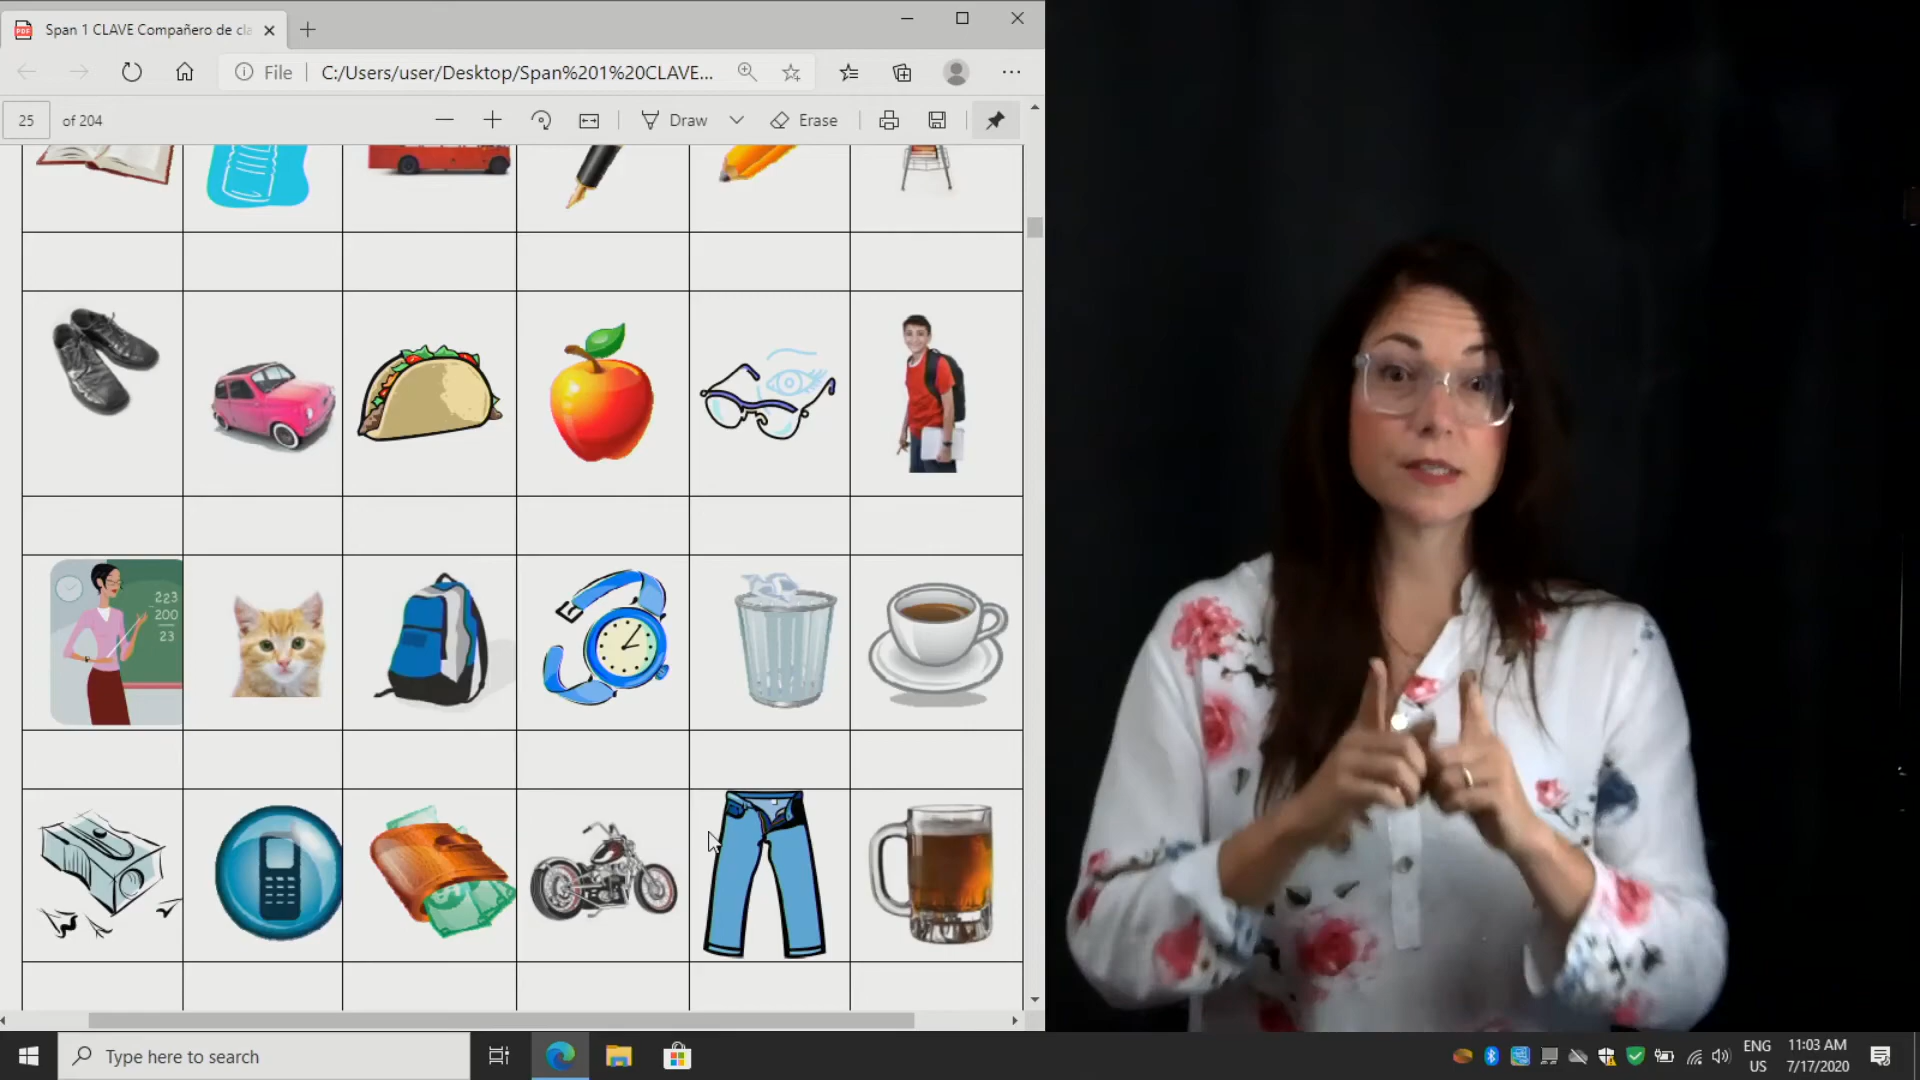 Span 1 CLAVE Compañero de cla
File
C:/Users/user/Desktop/Span%201%20CLAVE...
25 of 204
Draw
Erase
223
200
23
Type here to search
ENG
US
11:03 AM
7/17/2020